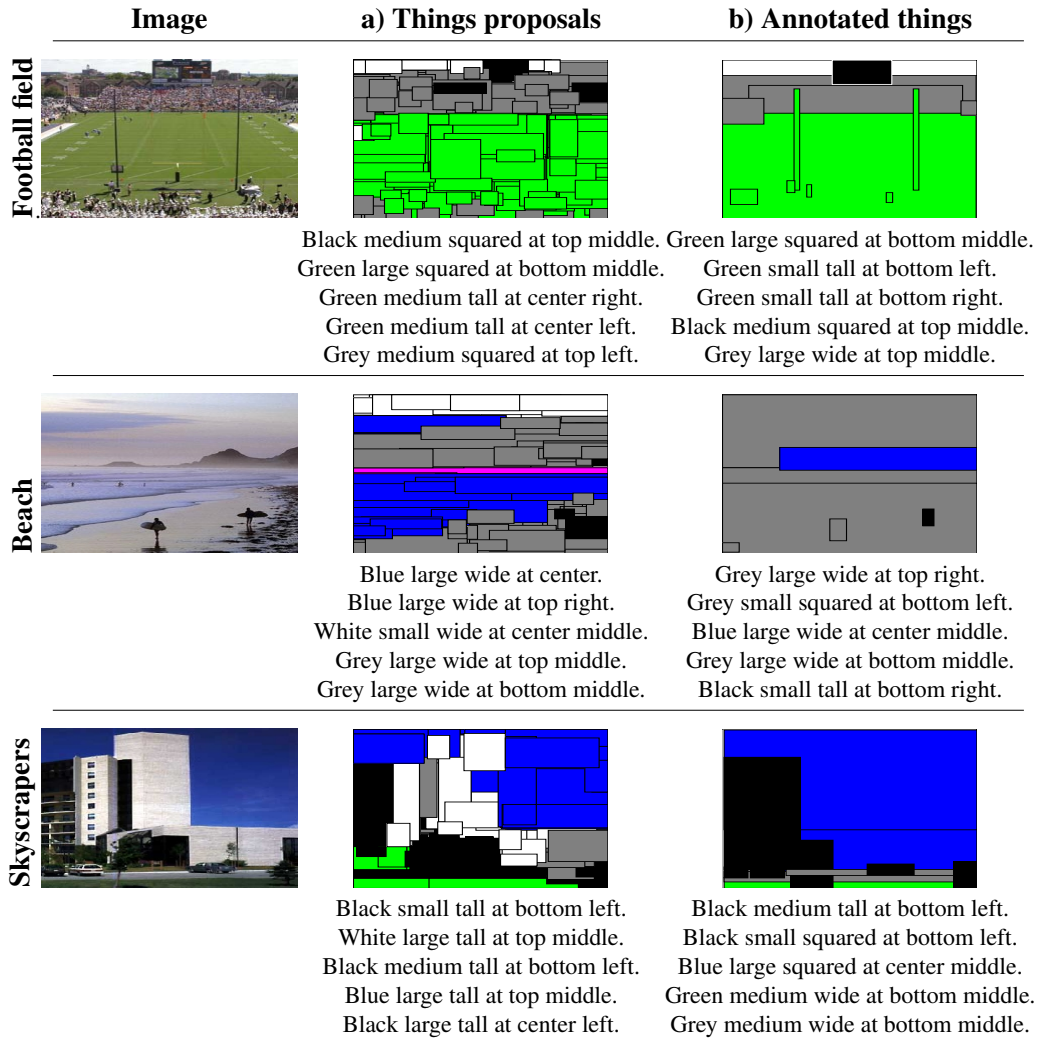 Image a) Things proposals b) Annotated things
Football field
Black medium squared at top middle. Green large squared at bottom middle.
Green large squared at bottom middle. Green small tall at bottom left.
Green medium tall at center right. Green small tall at bottom right.
Green medium tall at center left. Black medium squared at top middle.
Grey medium squared at top left. Grey large wide at top middle.
Beach
Blue large wide at center. Grey large wide at top right.
Blue large wide at top right. Grey small squared at bottom left.
White small wide at center middle. Blue large wide at center middle.
Grey large wide at top middle. Grey large wide at bottom middle.
Grey large wide at bottom middle. Black small tall at bottom right.
Skyscrapers
Black small tall at bottom left. Black medium tall at bottom left.
White large tall at top middle. Black small squared at bottom left.
Black medium tall at bottom left. Blue large squared at center middle.
Blue large tall at top middle. Green medium wide at bottom middle.
Black large tall at center left. Grey medium wide at bottom middle.